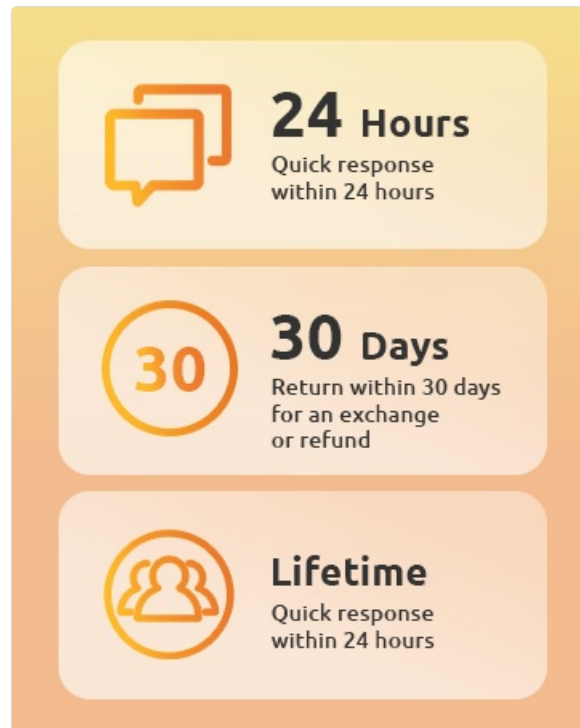 24 Hours
Quick response
within 24 hours
30
30 Days
Return within 30 days
for an exchange
or refund
Lifetime
Quick response
within 24 hours